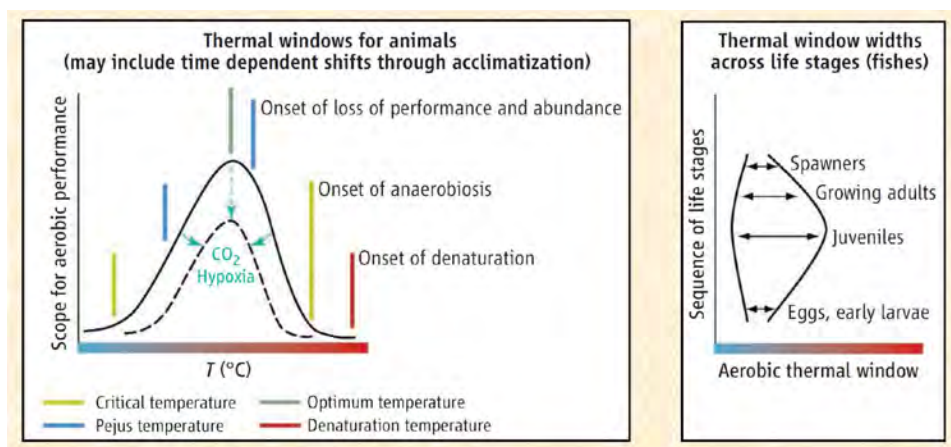 Thermal windows for animals
(may include time dependent shifts through acclimatization)
Scope for aerobic performance
Onset of loss of performance and abundance
Onset of anaerobiosis
CO₂
Hypoxia
Onset of denaturation
T (°C)
Critical temperature
Optimum temperature
Pejus temperature
Denaturation temperature
Thermal window widths
across life stages (fishes)
Sequence of life stages
Spawners
Growing adults
Juveniles
Eggs, early larvae
Aerobic thermal window